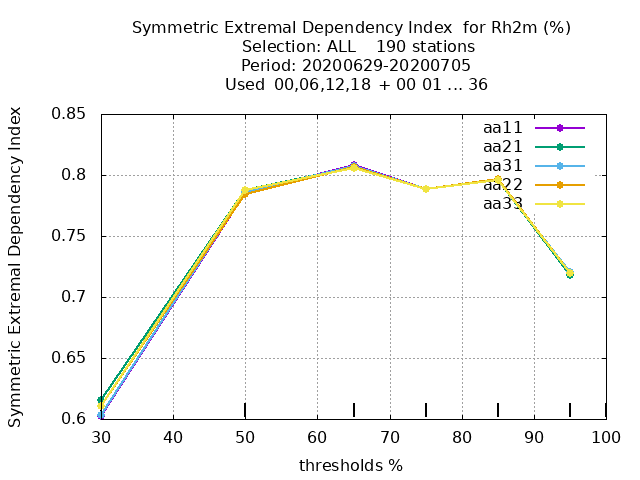 Symmetric Extremal Dependency Index  for Rh2m (%)
Selection: ALL    190 stations
Period: 20200629-20200705
Used  00,06,12,18  + 00 01 ... 36
Symmetric Extremal Dependency Index
0.85
0.8
0.75
0.7
0.65
0.6
aa11
aa21
aa31
aa22
aa33
30 40 50 60 70 80 90 100
thresholds %